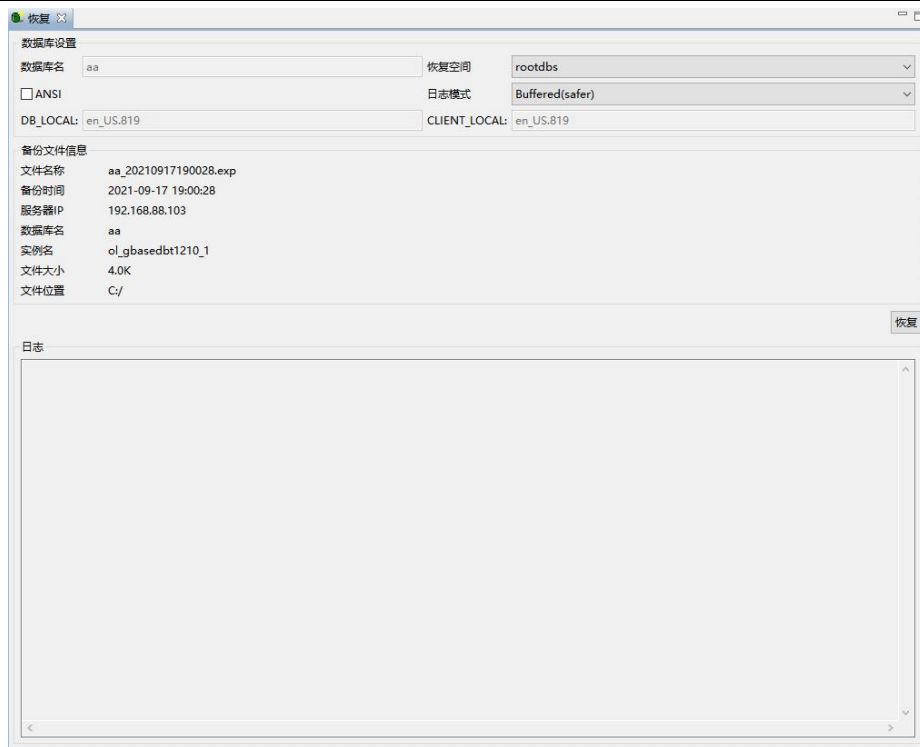 恢复
数据库设置
数据库名 aa 恢复空间 rootdbs
ANSI 日志模式 Buffered(safer)
DB_LOCAL: en_US.819 CLIENT_LOCAL: en_US.819
备份文件信息
文件名称 aa_20210917190028.exp
备份时间 2021-09-17 19:00:28
服务器IP 192.168.88.103
数据库名 aa
实例名 ol_gbasedbt1210_1
文件大小 4.0K
文件位置 C:/
恢复
日志